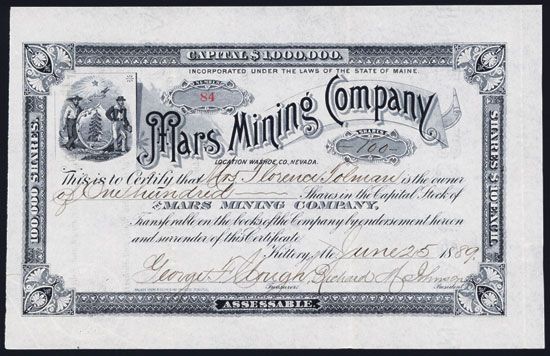 CAPITAL $1,000,000.
INCORPORATED UNDER THE LAWS OF THE STATE OF MAINE.
NUMBER
84
Mars Mining Company
SHARES
100
LOCATION WASHOE, CO, NEVADA.
This is to Certify that Mrs Florence Tolman is the owner
of One hundred Shares in the Capital Stock of
THE MARS MINING COMPANY,
Transferable on the books of the Company by endorsement hereon
and surrender of this Certificate
Kittery, Me June 25 1889
George F. Clough Richard H.
Treasurer President
ASSESSABLE.
100,000 SHARES.
SHARES $10 EACH.